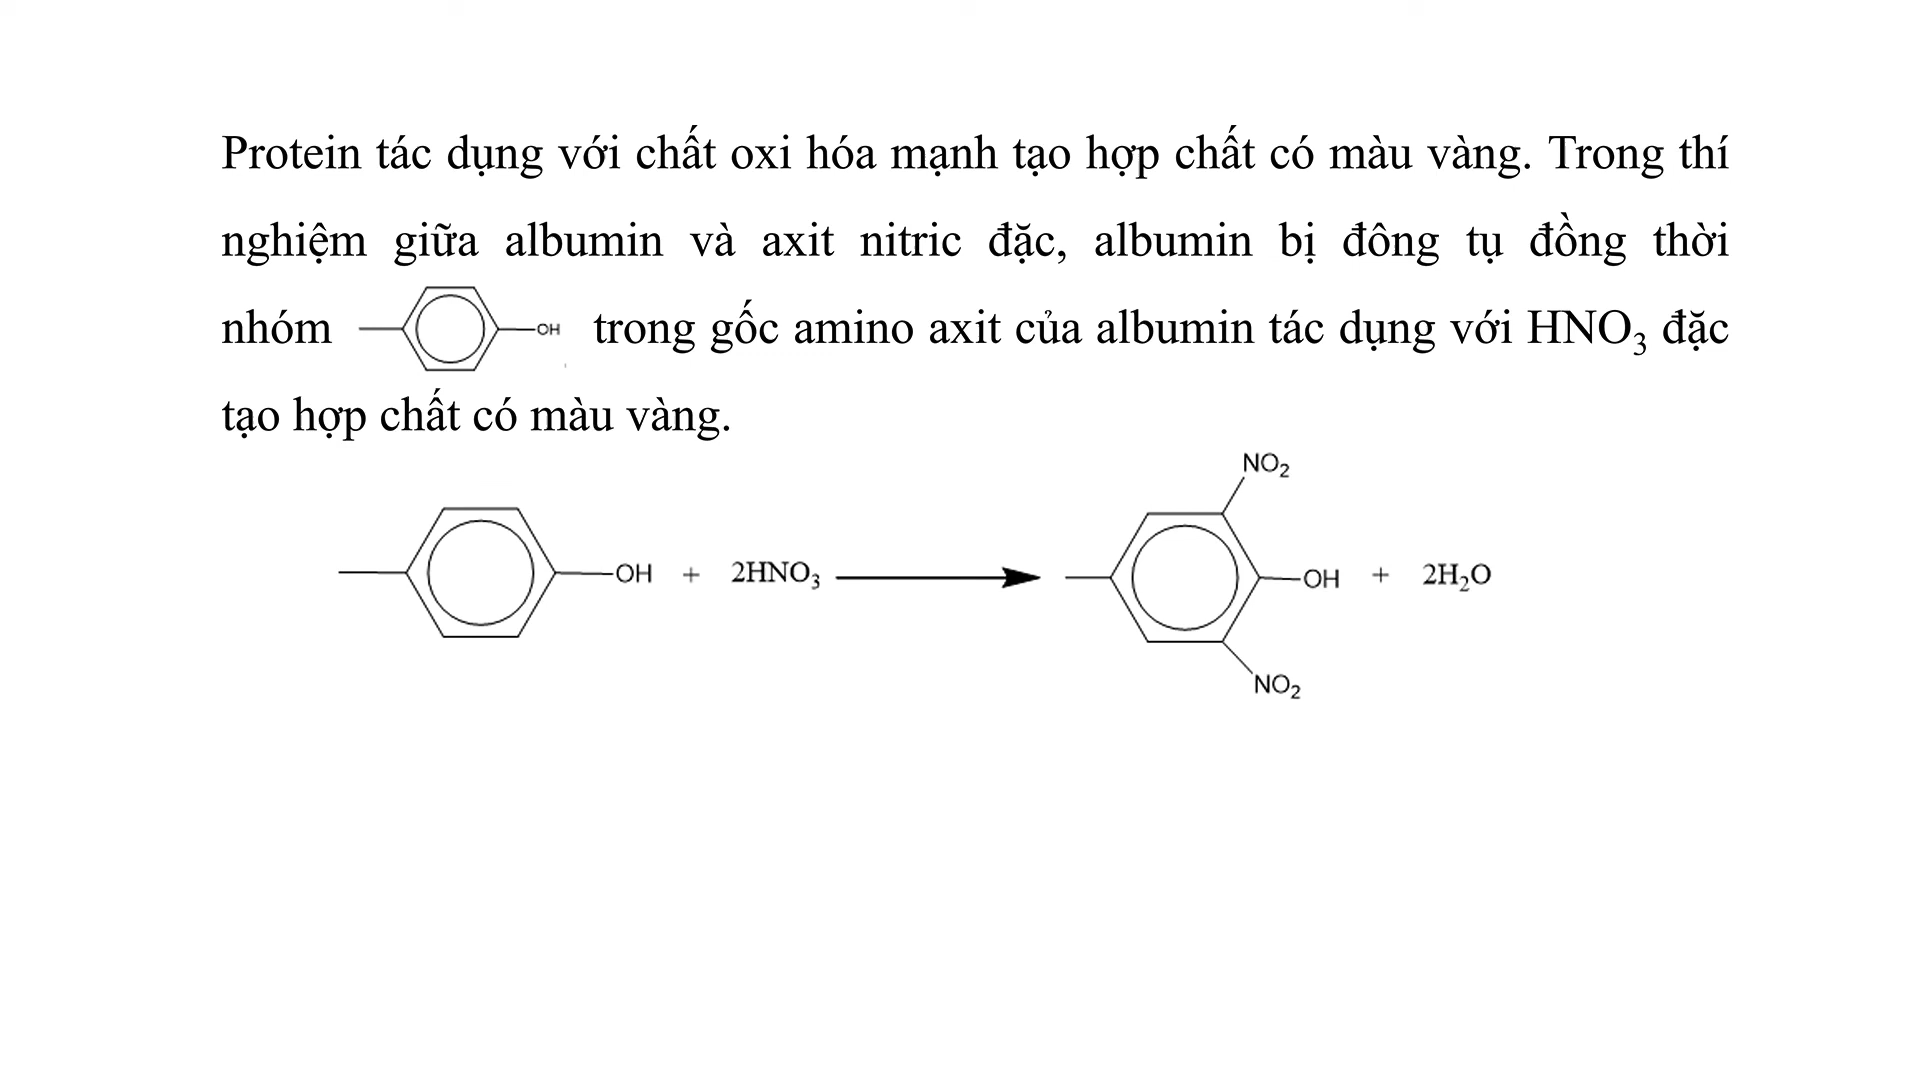 Protein tác dụng với chất oxi hóa mạnh tạo hợp chất có màu vàng. Trong thí
nghiệm giữa albumin và axit nitric đặc, albumin bị đông tụ đồng thời
nhóm OH trong gốc amino axit của albumin tác dụng với HNO₃ đặc
tạo hợp chất có màu vàng.
NO₂
OH + 2HNO₃ OH + 2H₂O
NO₂